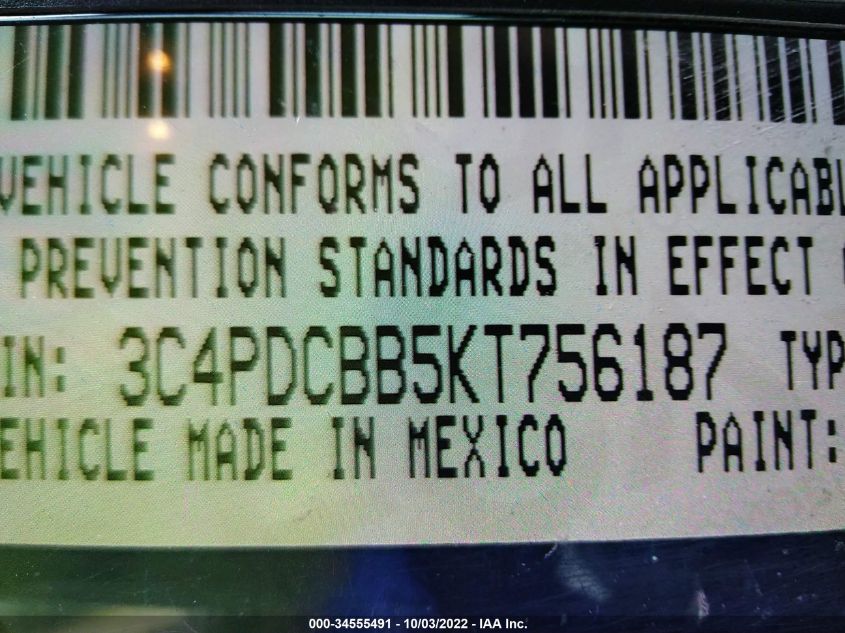 VEHICLE CONFORMS TO ALL APPLICABL
PREVENTION STANDARDS IN EFFECT
IN: 3C4PDCBB5KT756187 TYP
EHICLE MADE IN MEXICO PAINT:
000-34555491 - 10/03/2022 - IAA Inc.